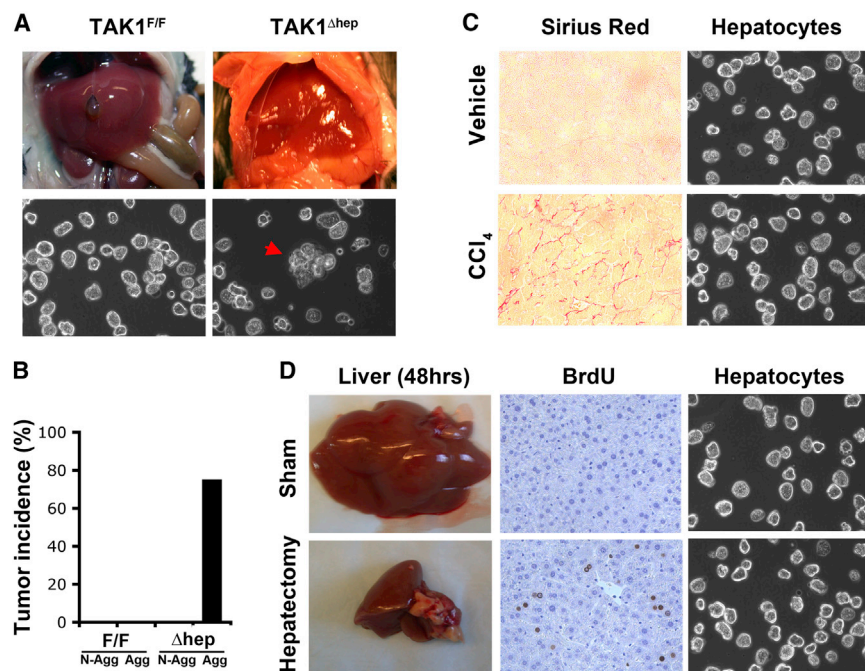 A
TAK1F/F
TAK1Δhep
B
Tumor incidence (%)
100
80
60
40
20
0
F/F
Δhep
N-Agg Agg N-Agg Agg
C
Sirius Red
Hepatocytes
Vehicle
CCl4
D
Liver (48hrs)
BrdU
Hepatocytes
Sham
Hepatectomy